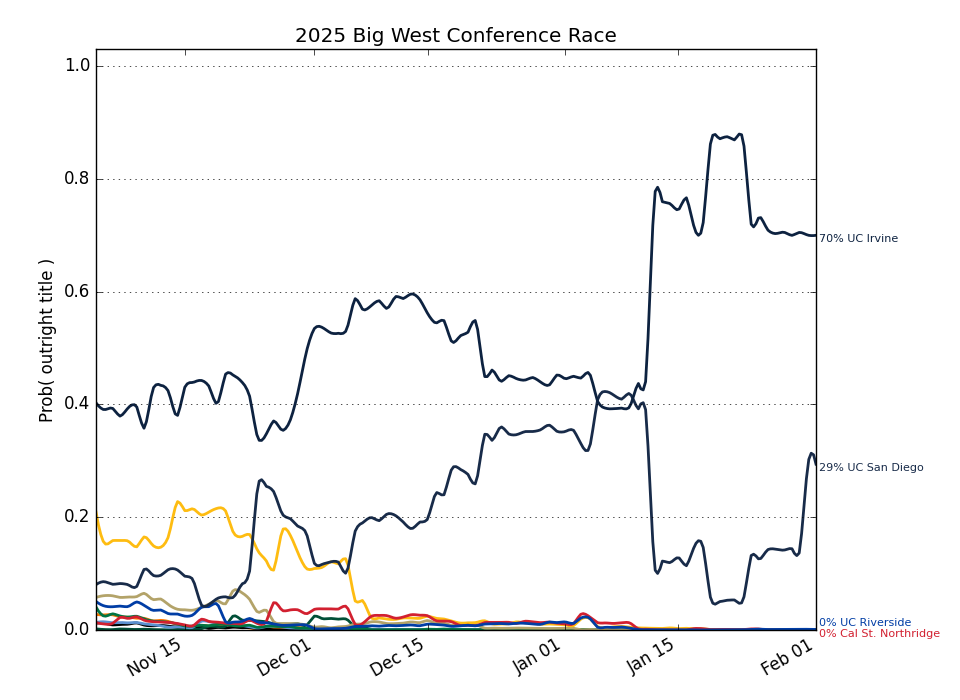 2025 Big West Conference Race
Prob( outright title )
1.0
0.8
0.6
0.4
0.2
0.0
70% UC Irvine
29% UC San Diego
0% UC Riverside
0% Cal St. Northridge
Nov 15
Dec 01
Dec 15
Jan 01
Jan 15
Feb 01